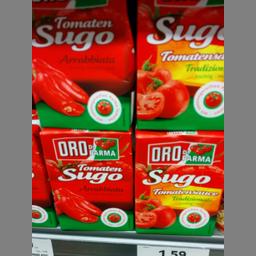 Tomaten
Sugo
Arrabbiata
Sugo
Tomatensauce
Tradizionale
ORO DI PARMA
Tomaten
Sugo
Arrabbiata
ORO DI PARMA
Sugo
Tomatensauce
Tradizionale
1.59